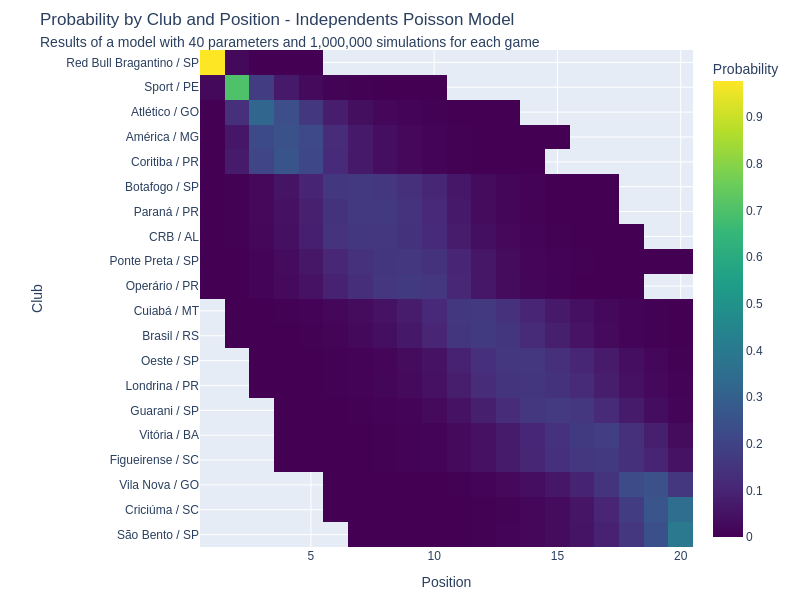 Probability by Club and Position - Independents Poisson Model
Results of a model with 40 parameters and 1,000,000 simulations for each game
Probability
Club
Red Bull Bragantino / SP
Sport / PE
Atlético / GO
América / MG
Coritiba / PR
Botafogo / SP
Paraná / PR
CRB / AL
Ponte Preta / SP
Operário / PR
Cuiabá / MT
Brasil / RS
Oeste / SP
Londrina / PR
Guarani / SP
Vitória / BA
Figueirense / SC
Vila Nova / GO
Criciúma / SC
São Bento / SP
0.9
0.8
0.7
0.6
0.5
0.4
0.3
0.2
0.1
0
5 10 15 20
Position